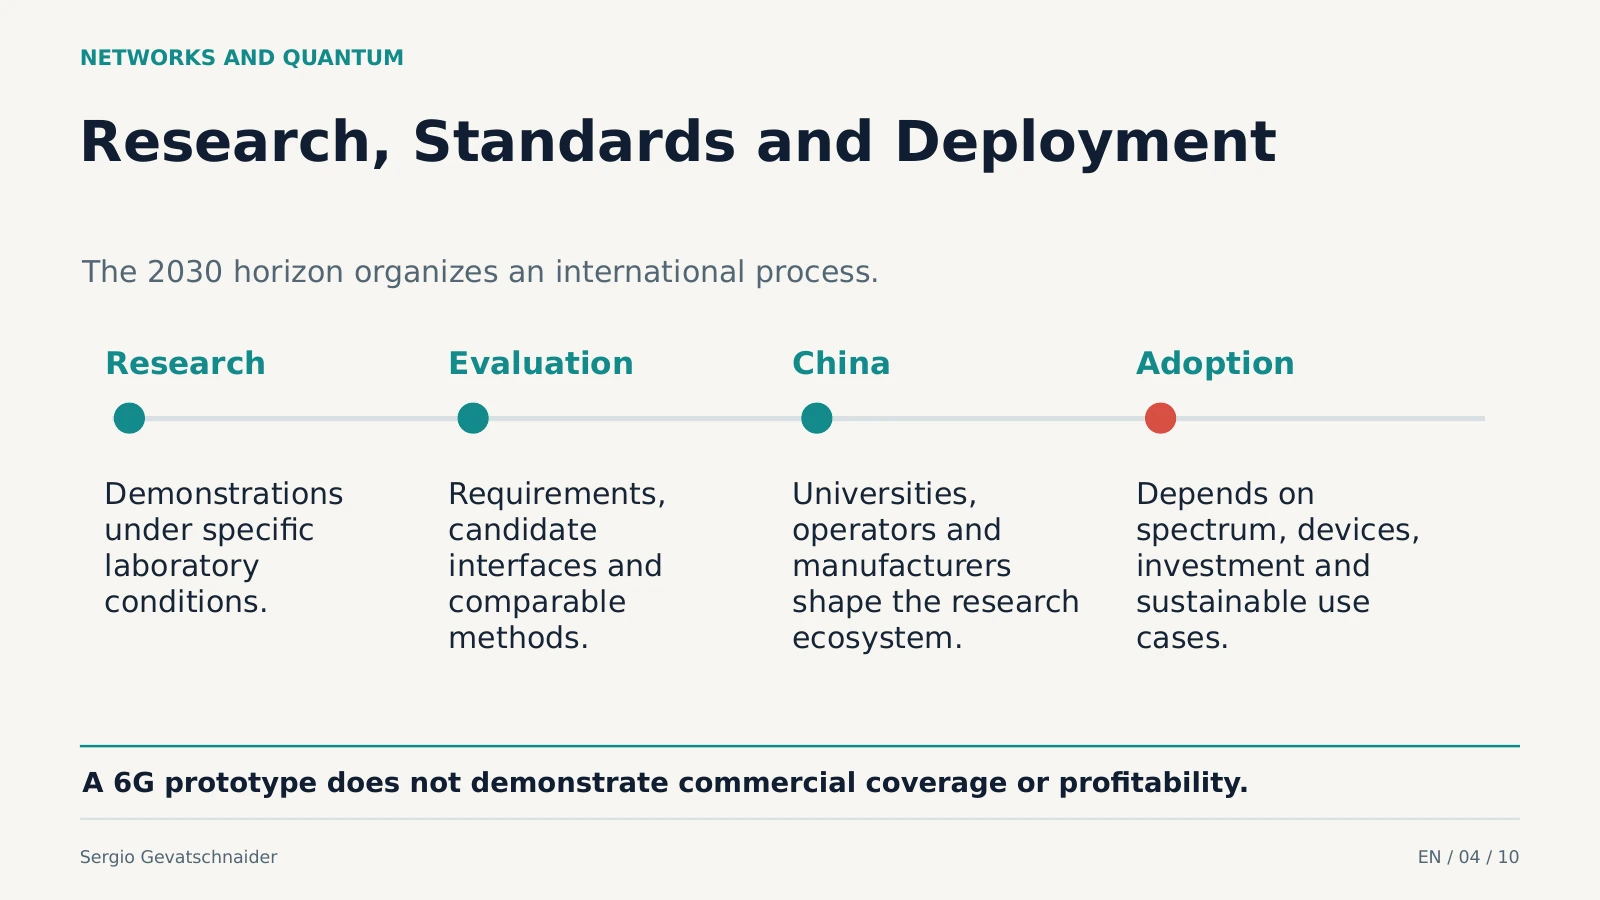 NETWORKS AND QUANTUM
Research, Standards and Deployment
The 2030 horizon organizes an international process.
Research
Demonstrations
under specific
laboratory
conditions.
Evaluation
Requirements,
candidate
interfaces and
comparable
methods.
China
Universities,
operators and
manufacturers
shape the research
ecosystem.
Adoption
Depends on
spectrum, devices,
investment and
sustainable use
cases.
A 6G prototype does not demonstrate commercial coverage or profitability.
Sergio Gevatschnaider
EN / 04 / 10